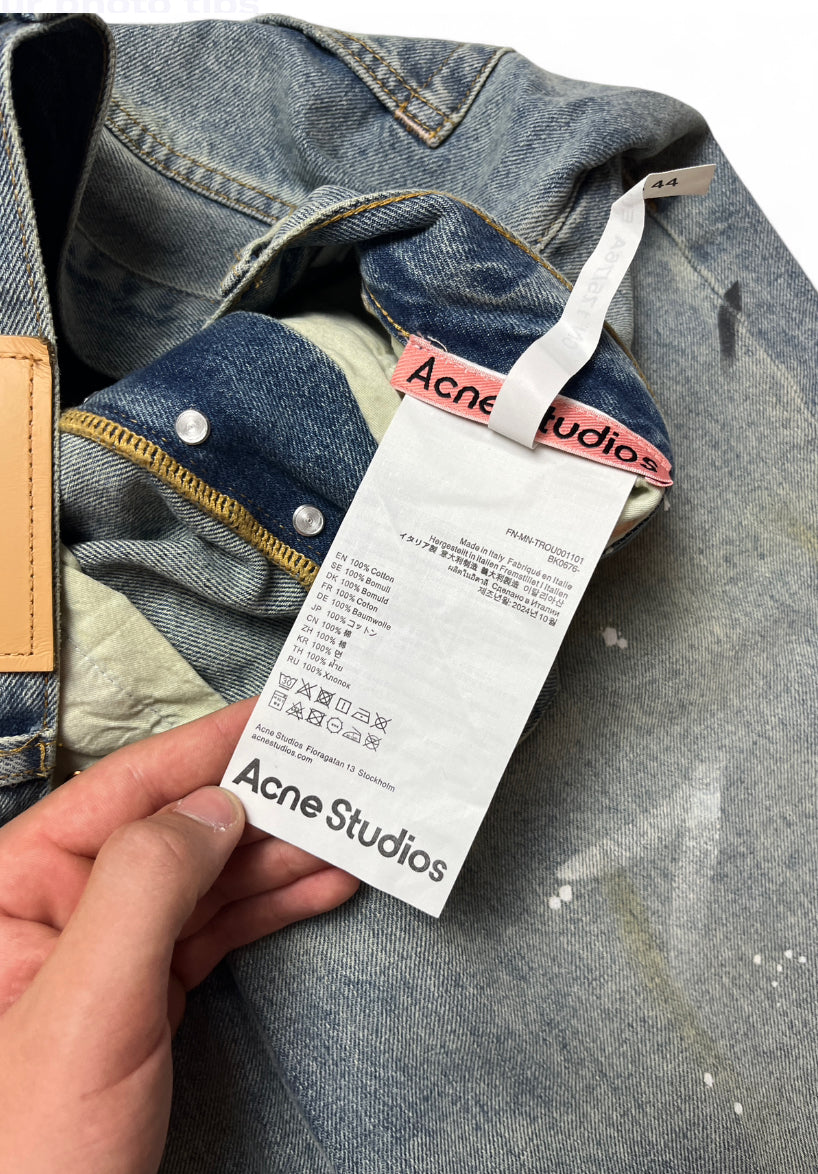 ur photo tips
44
Acne Studios
FN-MN-TROU001101
BK0676-
Made in Italy Fabriqué en Italie
Hergestellt in Italien Fremstillet I Italien
イタリア製 意大利制造 義大利製造 이탈리아산
ผลิตในอิตาลี Сделано в Италии
제조년월: 2024년 10월
EN 100% Cotton
SE 100% Bomull
DK 100% Bomuld
FR 100% Coton
DE 100% Baumwolle
JP 100% コットン
CN 100% 棉
ZH 100% 棉
KR 100% 면
TH 100% ฝ้าย
RU 100% Хлопок
30
Acne Studios Floragatan 13 Stockholm
acnestudios.com
Acne Studios